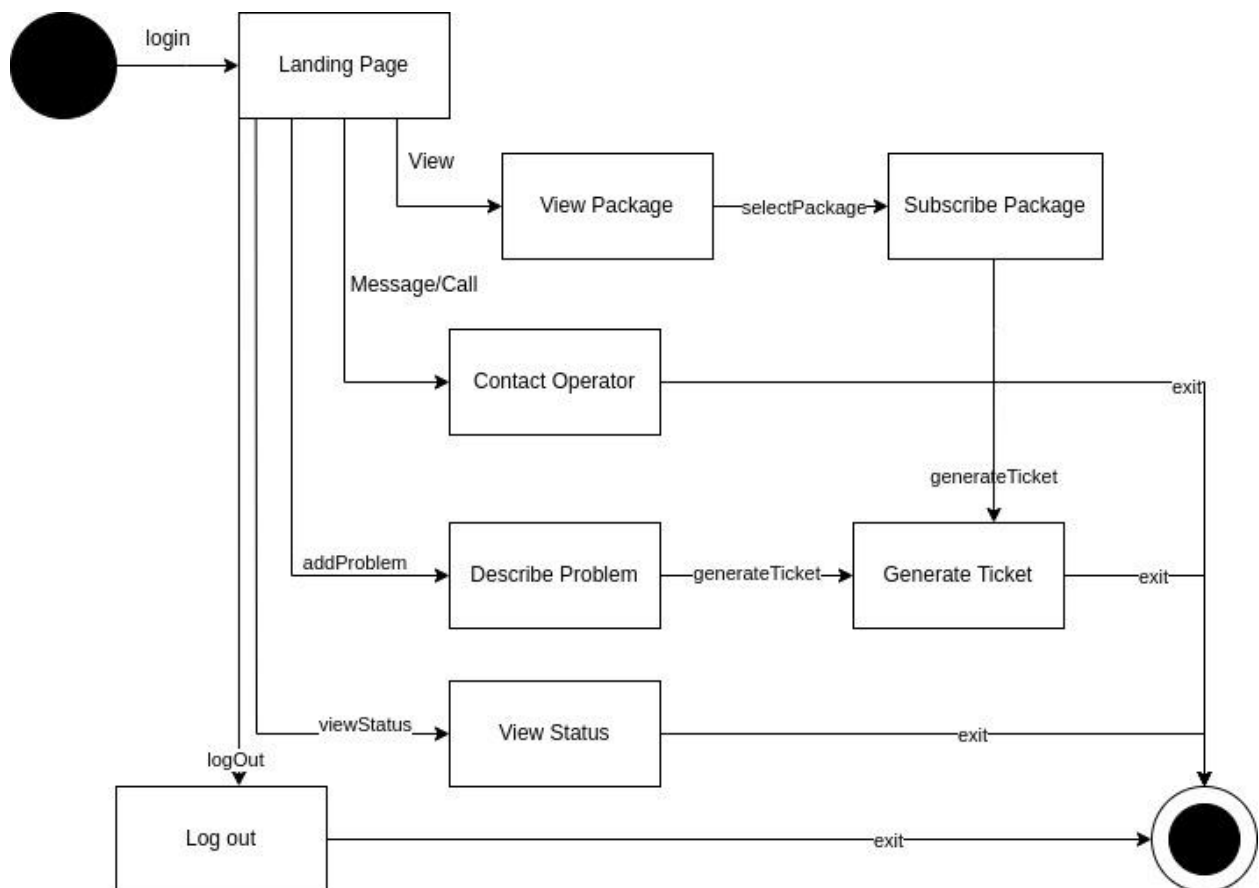 login
Landing Page
View
View Package
selectPackage
Subscribe Package
Message/Call
Contact Operator
exit
generateTicket
addProblem
Describe Problem
generateTicket
Generate Ticket
exit
viewStatus
View Status
exit
logOut
Log out
exit